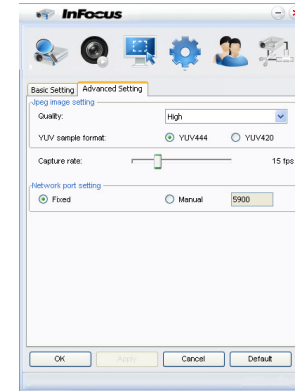 InFocus
Basic Setting Advanced Setting
Jpeg image setting
Quality: High
YUV sample format: YUV444 YUV420
Capture rate: 15 fps
Network port setting
Fixed Manual 5900
OK Apply Cancel Default